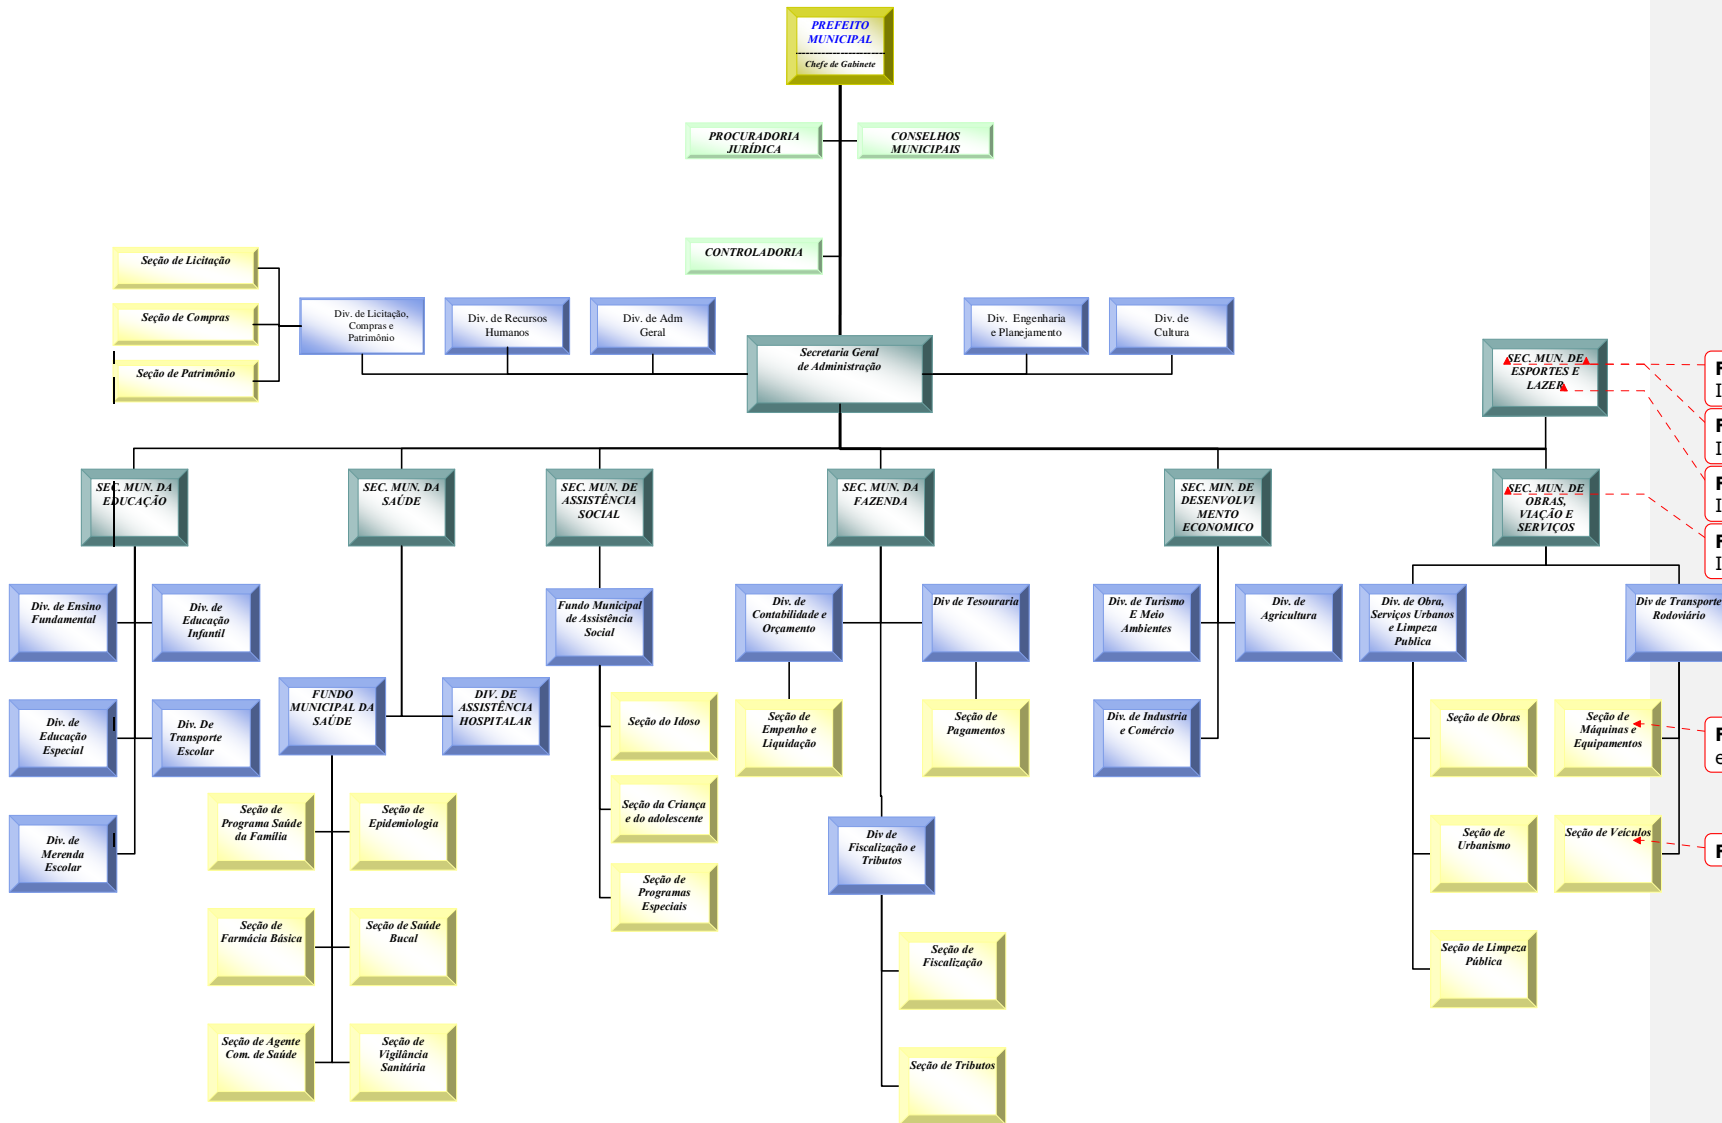 PREFEITO
MUNICIPAL
Chefe de Gabinete
PROCURADORIA
JURÍDICA
CONSELHOS
MUNICIPAIS
CONTROLADORIA
Seção de Licitação
Seção de Compras
Seção de Patrimônio
Div. de Licitação,
Compras e
Patrimônio
Div. de Recursos
Humanos
Div. de Adm
Geral
Div. Engenharia
e Planejamento
Div. de
Cultura
Secretaria Geral
de Administração
SEC. MUN. DE
ESPORTES E
LAZER
SEC. MUN. DA
EDUCAÇÃO
SEC. MUN. DA
SAÚDE
SEC. MUN. DE
ASSISTÊNCIA
SOCIAL
SEC. MUN. DA
FAZENDA
SEC. MIN. DE
DESENVOLVI
MENTO
ECONOMICO
SEC. MUN. DE
OBRAS,
VIAÇÃO E
SERVIÇOS
Div. de Ensino
Fundamental
Div. de
Educação
Infantil
Fundo Municipal
de Assistência
Social
Div. de
Contabilidade e
Orçamento
Div de Tesouraria
Div. de Turismo
E Meio
Ambientes
Div. de
Agricultura
Div. de Obra,
Serviços Urbanos
e Limpeza
Publica
Div de Transporte
Rodoviário
Div. de
Educação
Especial
Div. De
Transporte
Escolar
FUNDO
MUNICIPAL DA
SAÚDE
DIV. DE
ASSISTÊNCIA
HOSPITALAR
Seção do Idoso
Seção de
Empenho e
Liquidação
Seção de
Pagamentos
Div. de Industria
e Comércio
Seção de Obras
Seção de
Máquinas e
Equipamentos
Div. de
Merenda
Escolar
Seção de
Programa Saúde
da Família
Seção de
Epidemiologia
Seção da Criança
e do adolescente
Div de
Fiscalização e
Tributos
Seção de
Urbanismo
Seção de Veículos
Seção de
Programas
Especiais
Seção de
Farmácia Básica
Seção de Saúde
Bucal
Seção de
Fiscalização
Seção de Limpeza
Pública
Seção de Agente
Com. de Saúde
Seção de
Vigilância
Sanitária
Seção de Tributos